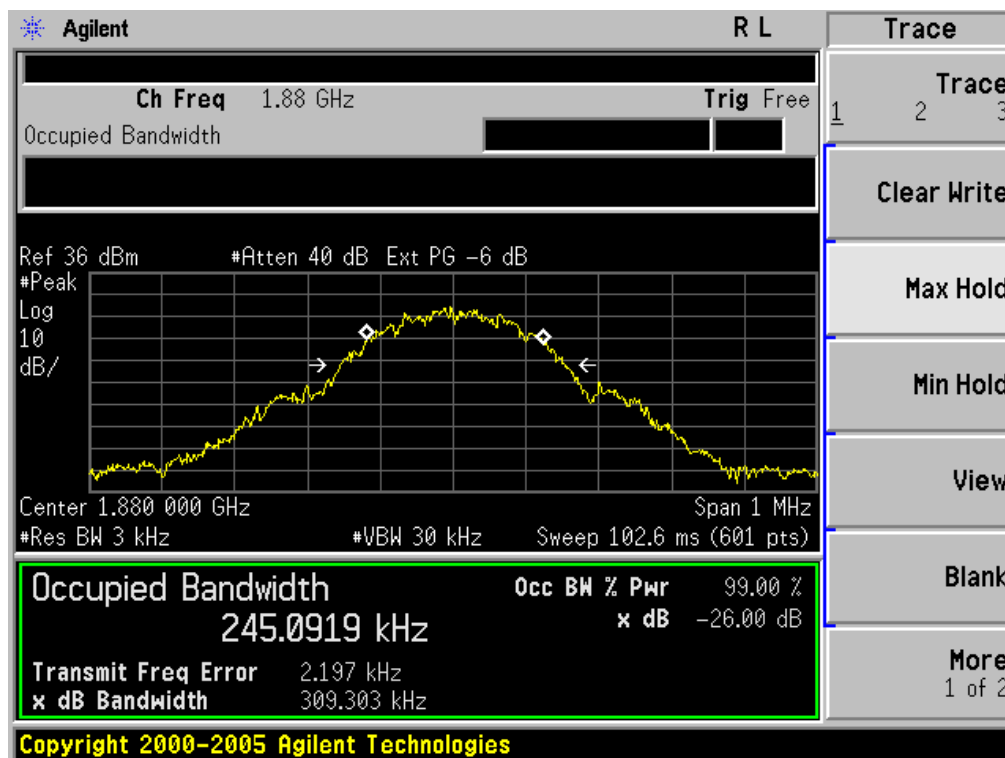 Agilent R L Trace
Ch Freq 1.88 GHz Trig Free
Occupied Bandwidth
Trace
1 2 3
Clear Write
Ref 36 dBm #Atten 40 dB Ext PG -6 dB
#Peak
Log
10
dB/
Max Hold
Min Hold
View
Center 1.880 000 GHz Span 1 MHz
#Res BW 3 kHz #VBW 30 kHz Sweep 102.6 ms (601 pts)
Occupied Bandwidth
245.0919 kHz
Occ BW % Pwr 99.00 %
x dB -26.00 dB
Transmit Freq Error 2.197 kHz
x dB Bandwidth 309.303 kHz
Blank
More
1 of 2
Copyright 2000-2005 Agilent Technologies